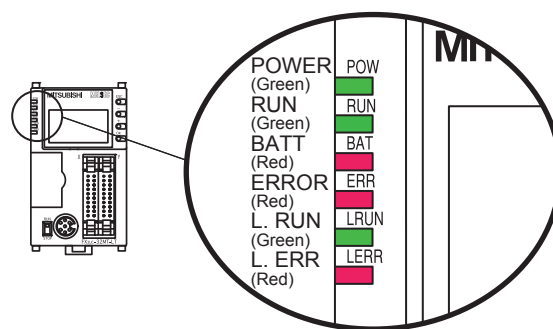 MITSUBISHI
X
Y
RUN
STOP
POWER POW
(Green)
RUN RUN
(Green)
BATT BAT
(Red)
ERROR ERR
(Red)
L. RUN LRUN
(Green)
L. ERR LERR
(Red)